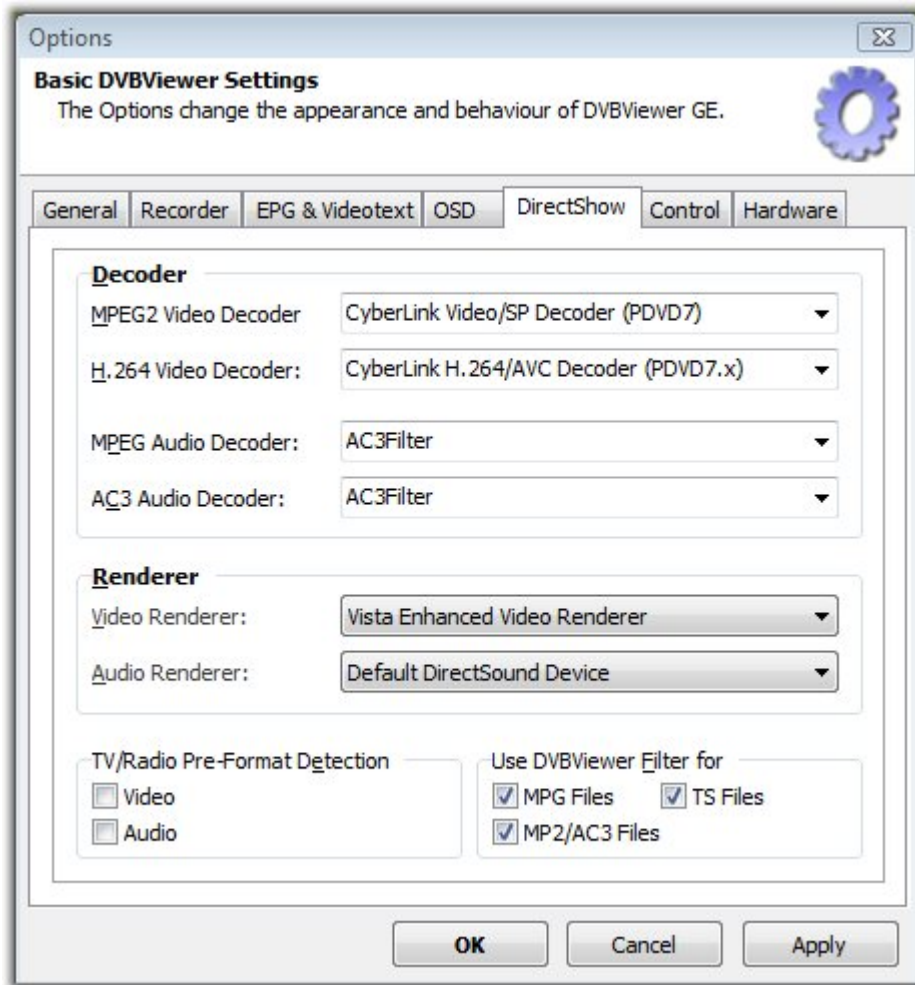 Options
Basic DVBViewer Settings
The Options change the appearance and behaviour of DVBViewer GE.
General Recorder EPG & Videotext OSD DirectShow Control Hardware
Decoder
MPEG2 Video Decoder CyberLink Video/SP Decoder (PDVD7)
H.264 Video Decoder: CyberLink H.264/AVC Decoder (PDVD7.x)
MPEG Audio Decoder: AC3Filter
AC3 Audio Decoder: AC3Filter
Renderer
Video Renderer: Vista Enhanced Video Renderer
Audio Renderer: Default DirectSound Device
TV/Radio Pre-Format Detection Use DVBViewer Filter for
Video MPG Files TS Files
Audio MP2/AC3 Files
OK Cancel Apply